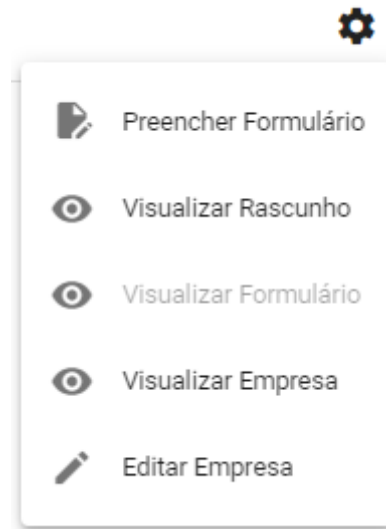 Preencher Formulário
Visualizar Rascunho
Visualizar Formulário
Visualizar Empresa
Editar Empresa